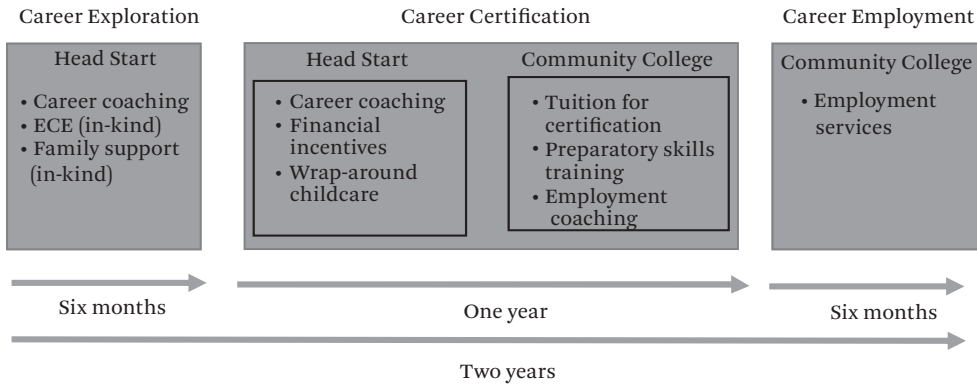 Career Exploration
Head Start
• Career coaching
• ECE (in-kind)
• Family support
(in-kind)
Career Certification
Head Start
• Career coaching
• Financial
incentives
• Wrap-around
childcare
Community College
• Tuition for
certification
• Preparatory skills
training
• Employment
coaching
Career Employment
Community College
• Employment
services
Six months
One year
Six months
Two years